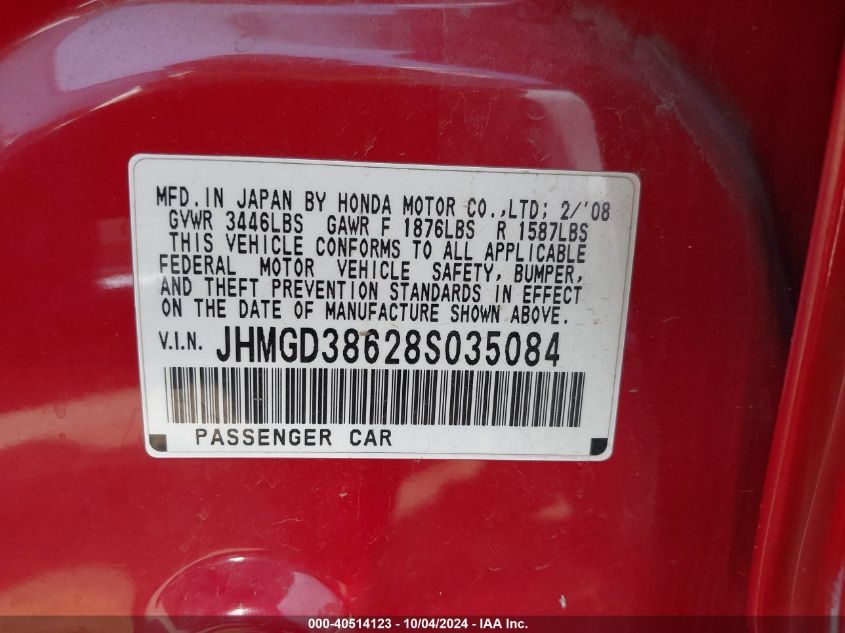 MFD.IN JAPAN BY HONDA MOTOR CO.,LTD; 2/'08
GVWR 3446LBS GAWR F 1876LBS R 1587LBS
THIS VEHICLE CONFORMS TO ALL APPLICABLE
FEDERAL MOTOR VEHICLE SAFETY, BUMPER,
AND THEFT PREVENTION STANDARDS IN EFFECT
ON THE DATE OF MANUFACTURE SHOWN ABOVE.
V.I.N. JHMGD38628S035084
PASSENGER CAR
000-40514123 - 10/04/2024 - IAA Inc.